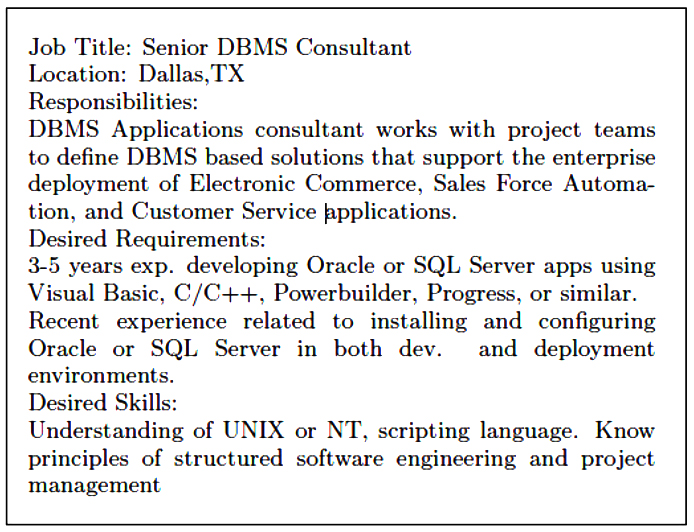 Job Title: Senior DBMS Consultant
Location: Dallas,TX
Responsibilities:
DBMS Applications consultant works with project teams
to define DBMS based solutions that support the enterprise
deployment of Electronic Commerce, Sales Force Automa-
tion, and Customer Service applications.
Desired Requirements:
3-5 years exp. developing Oracle or SQL Server apps using
Visual Basic, C/C++, Powerbuilder, Progress, or similar.
Recent experience related to installing and configuring
Oracle or SQL Server in both dev. and deployment
environments.
Desired Skills:
Understanding of UNIX or NT, scripting language. Know
principles of structured software engineering and project
management